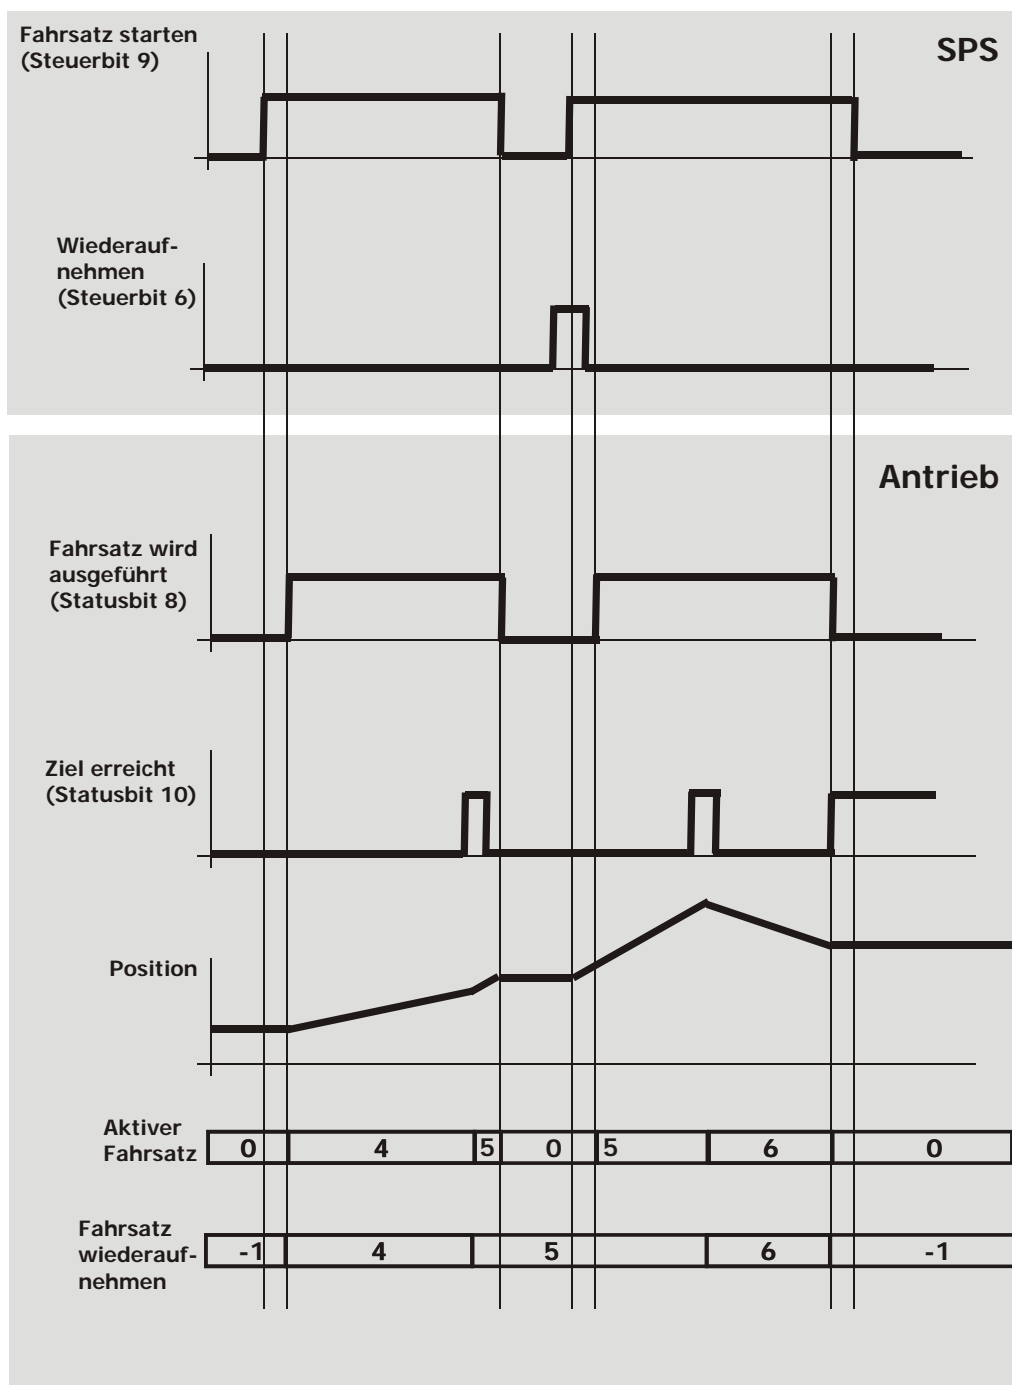 Fahrsatz starten
(Steuerbit 9)
SPS
Wiederauf-
nehmen
(Steuerbit 6)
Antrieb
Fahrsatz wird
ausgeführt
(Statusbit 8)
Ziel erreicht
(Statusbit 10)
Position
Aktiver
Fahrsatz
0 4 5 0 5 6 0
Fahrsatz
wiederauf-
nehmen
-1 4 5 6 -1